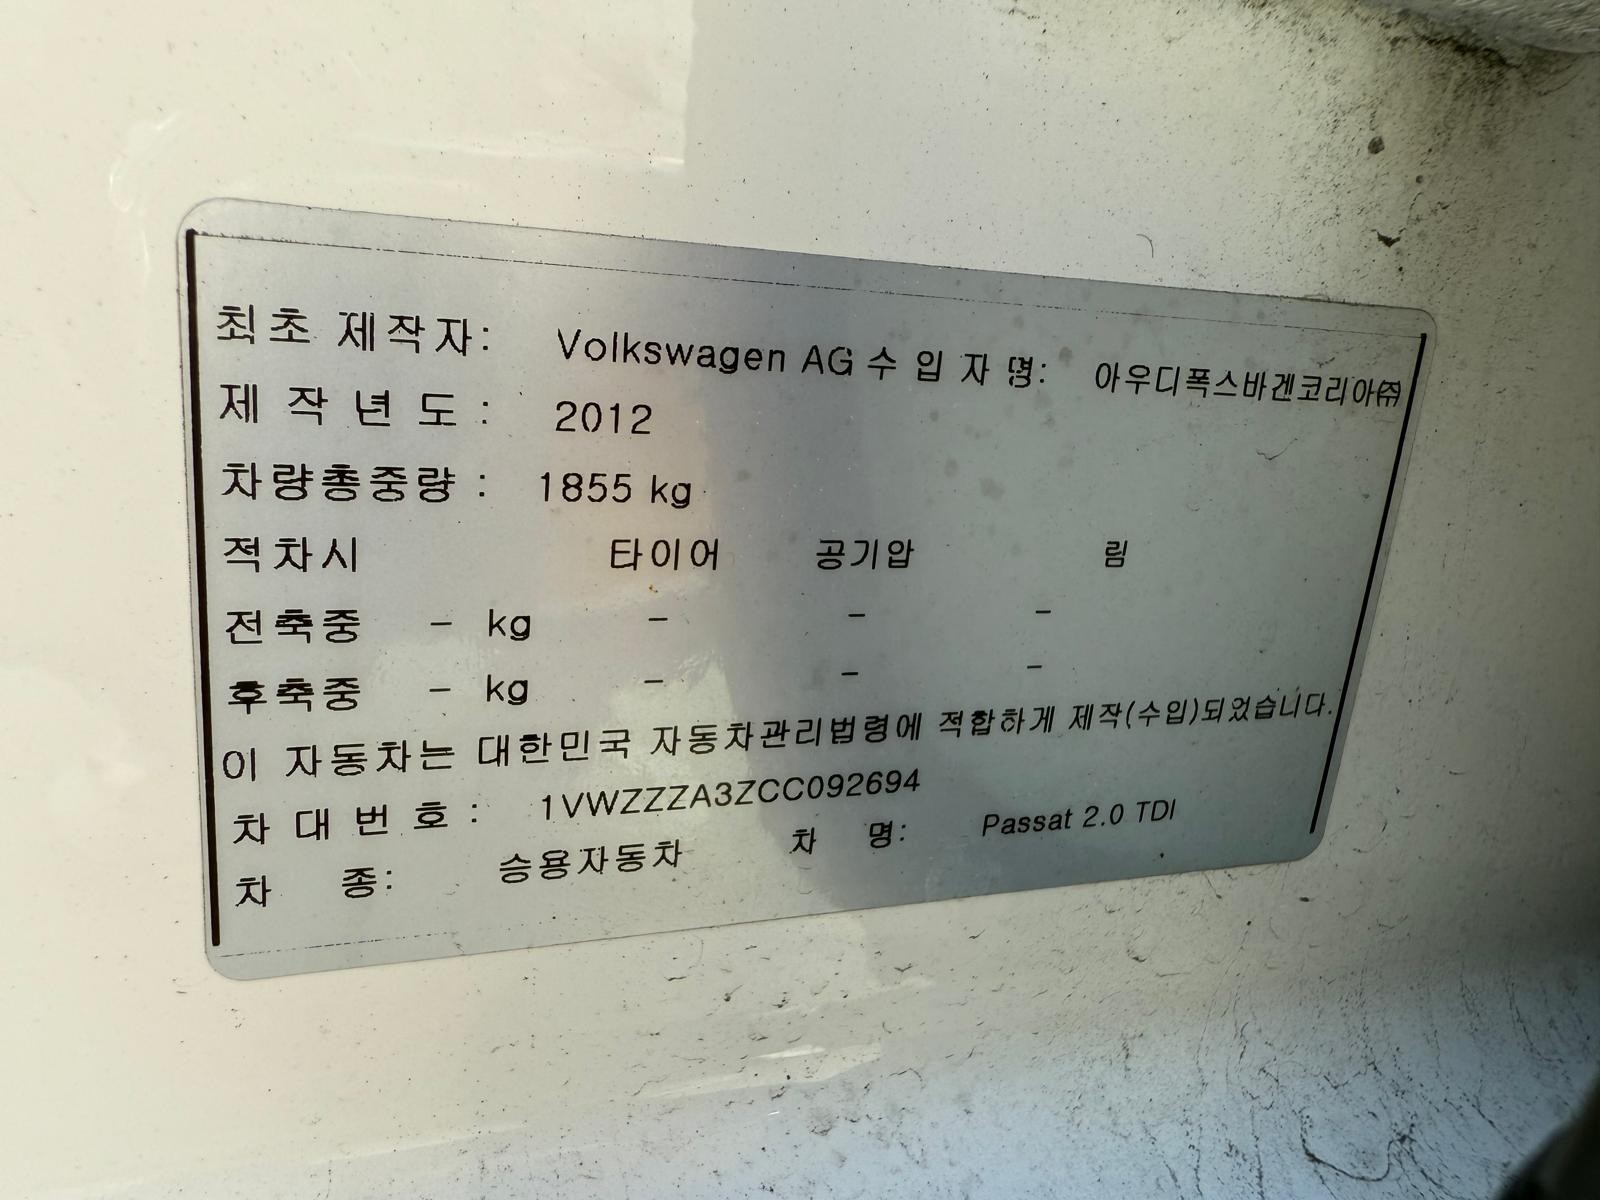 최초 제작자: Volkswagen AG 수 입 자 명: 아우디폭스바겐코리아㈜
제 작 년 도 : 2012
차량총중량 : 1855 kg
적차시 타이어 공기압 림
전축중 - kg - - -
후축중 - kg - - -
이 자동차는 대한민국 자동차관리법령에 적합하게 제작(수입)되었습니다.
차 대 번 호 : 1VWZZZA3ZCC092694
차 종: 승용자동차 차 명: Passat 2.0 TDI